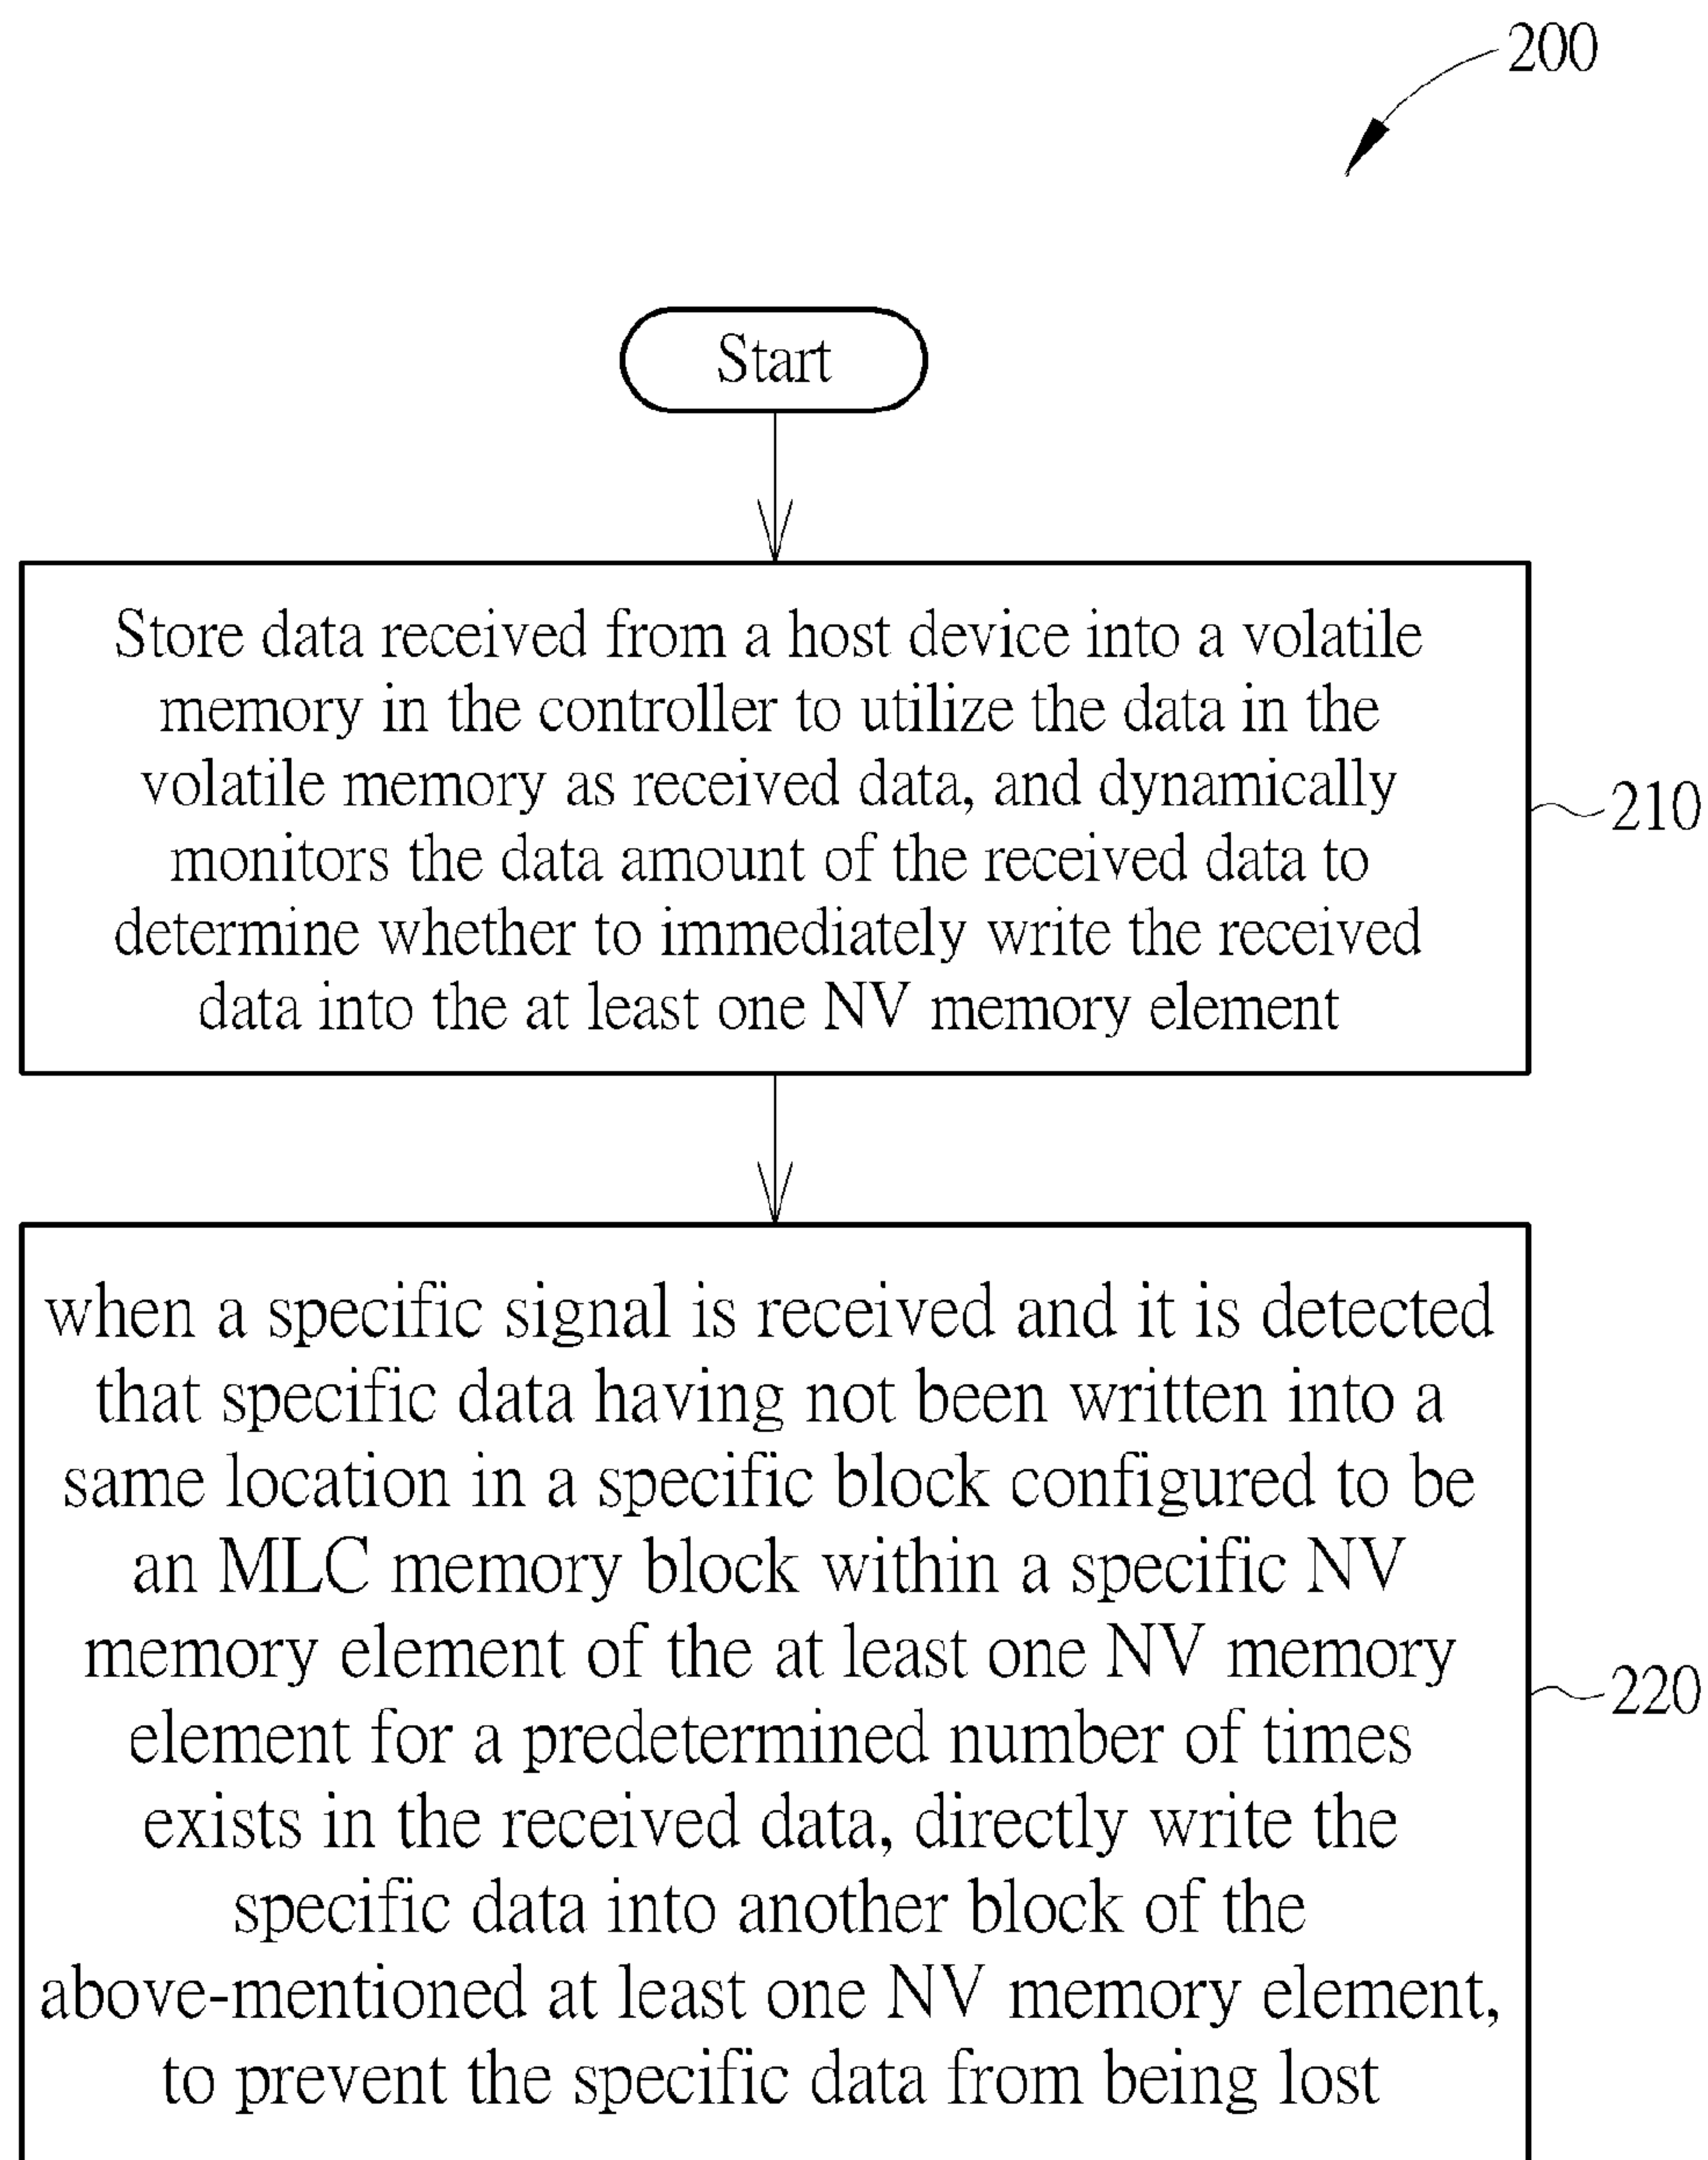 200
Start
Store data received from a host device into a volatile
memory in the controller to utilize the data in the
volatile memory as received data, and dynamically
monitors the data amount of the received data to
determine whether to immediately write the received
data into the at least one NV memory element
210
when a specific signal is received and it is detected
that specific data having not been written into a
same location in a specific block configured to be
an MLC memory block within a specific NV
memory element of the at least one NV memory
element for a predetermined number of times
exists in the received data, directly write the
specific data into another block of the
above-mentioned at least one NV memory element,
to prevent the specific data from being lost
220